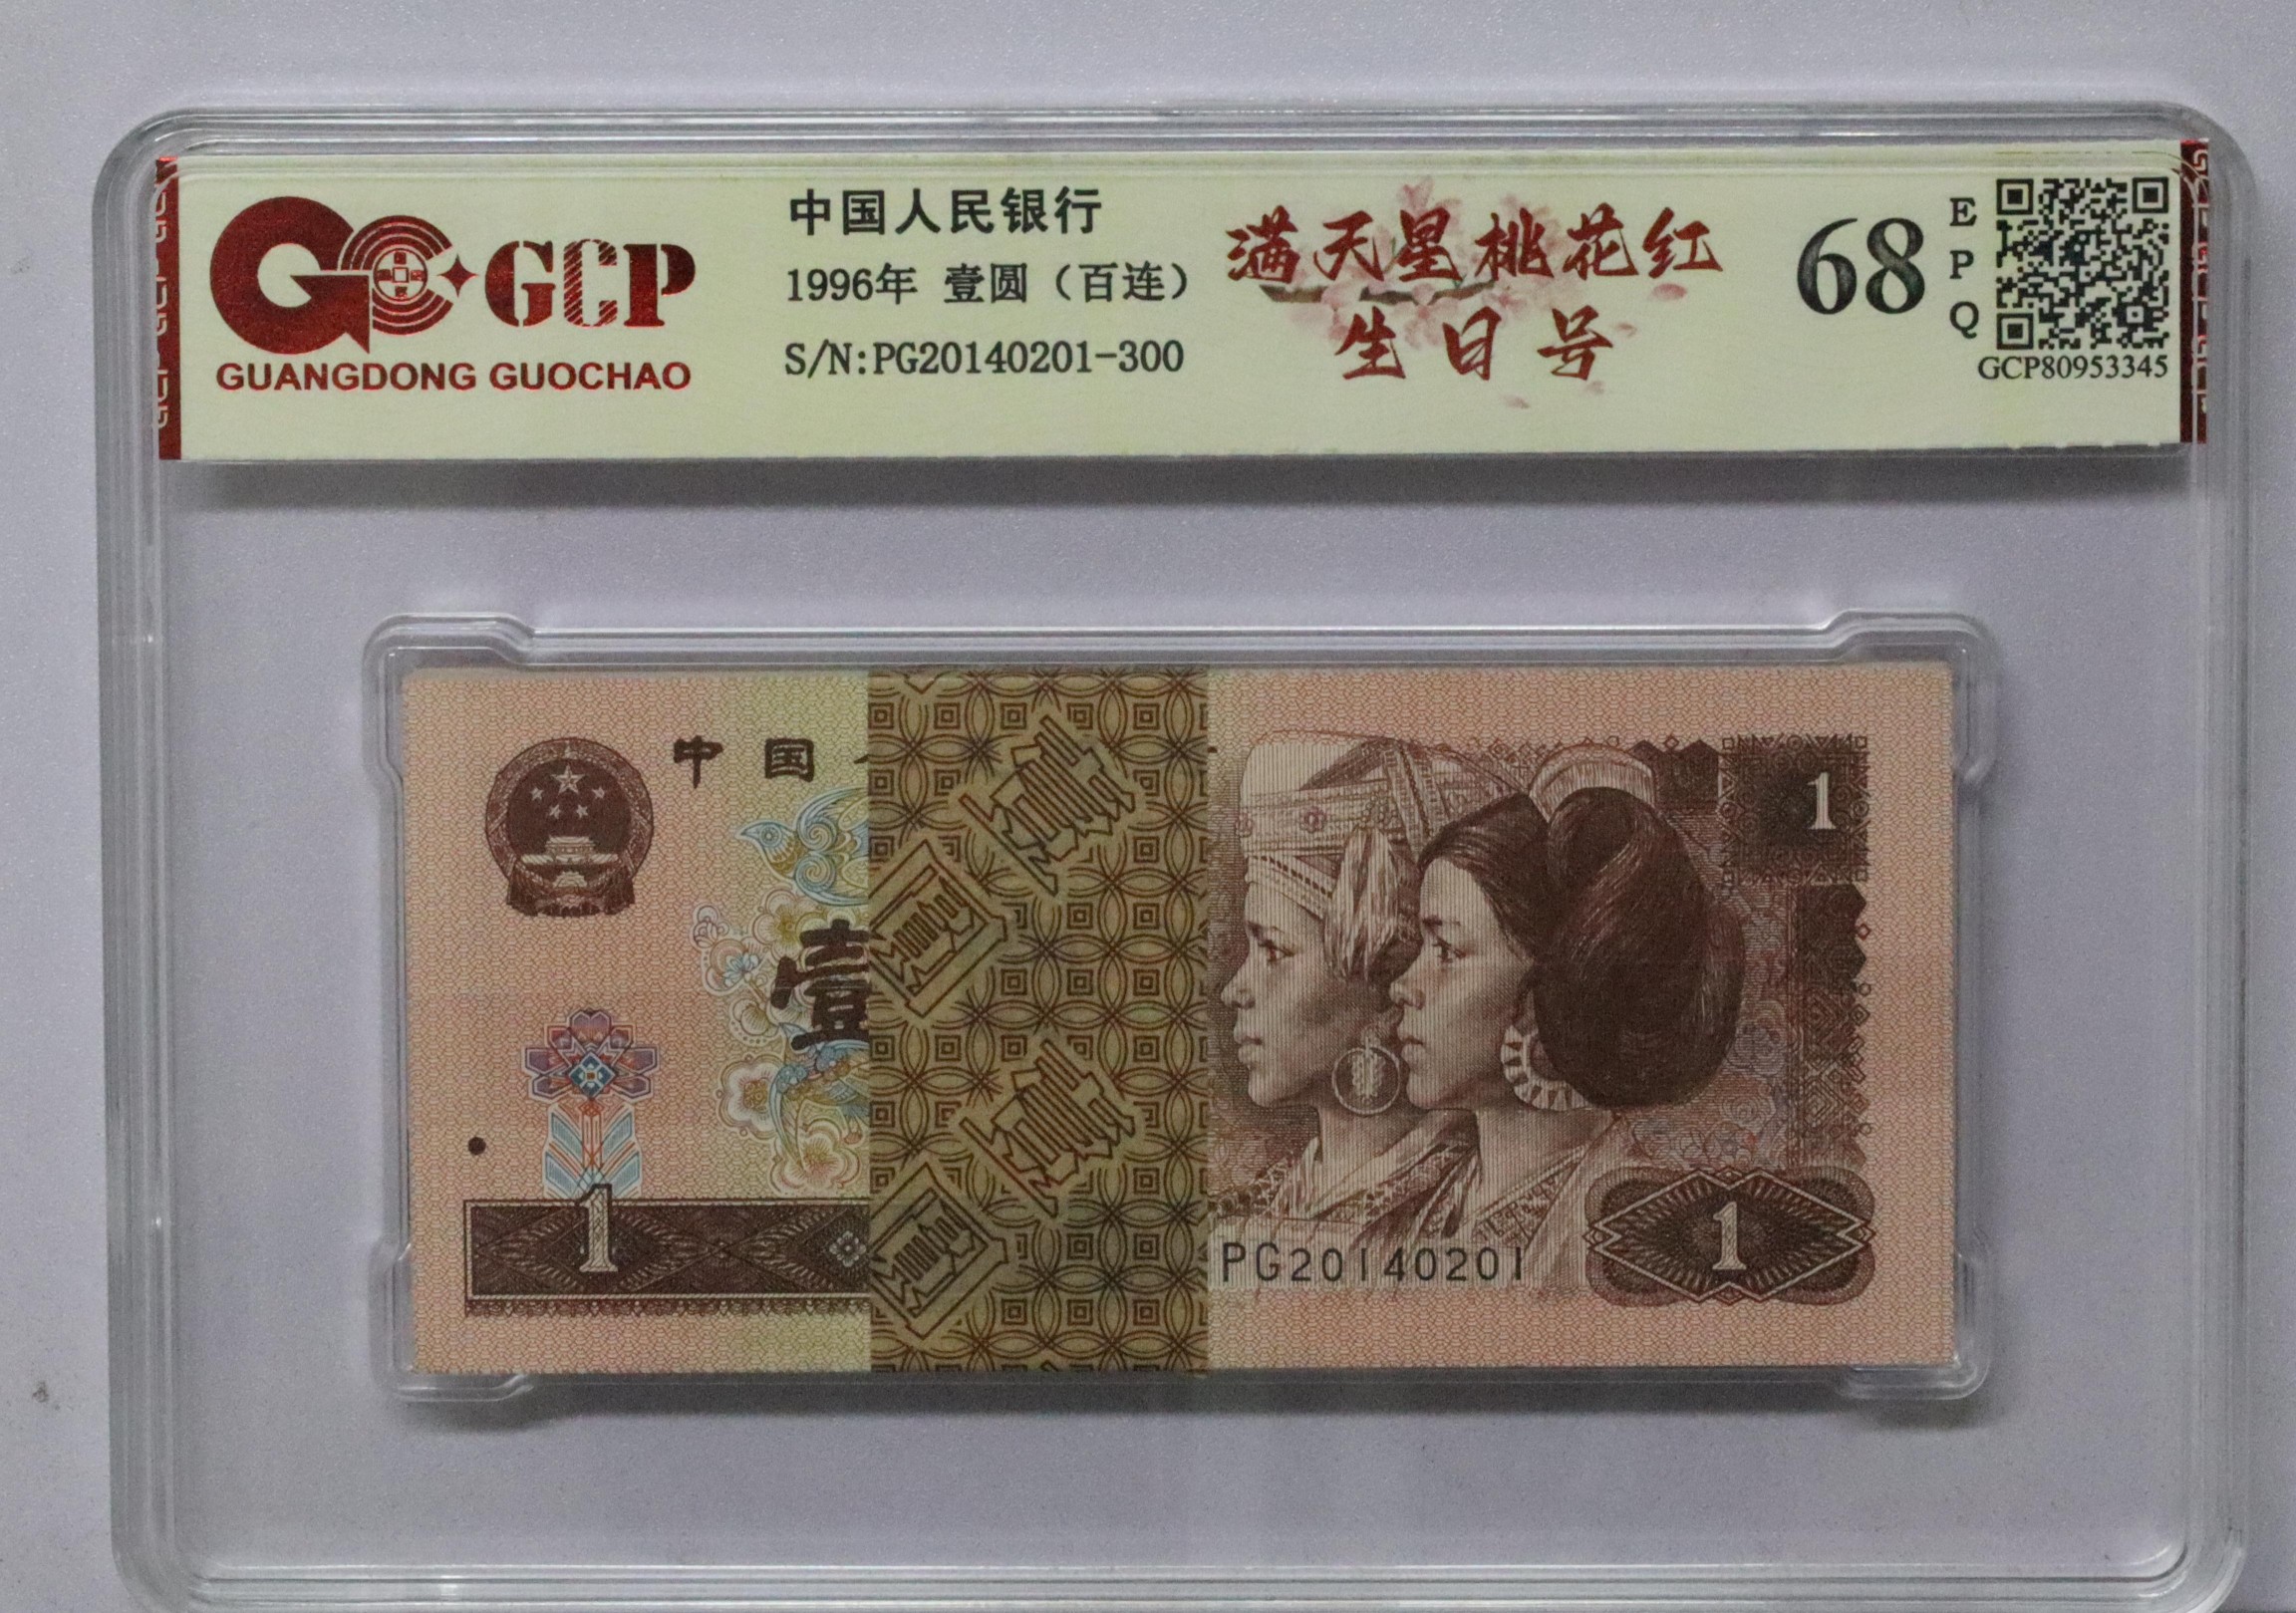 GCP
GUANGDONG GUOCHAO
中国人民银行
1996年 壹圆（百连）
S/N:PG20140201-300
满天星桃花红
生日号
68
EPQ
GCP80953345
中国
壹
1
1
PG20140201
1